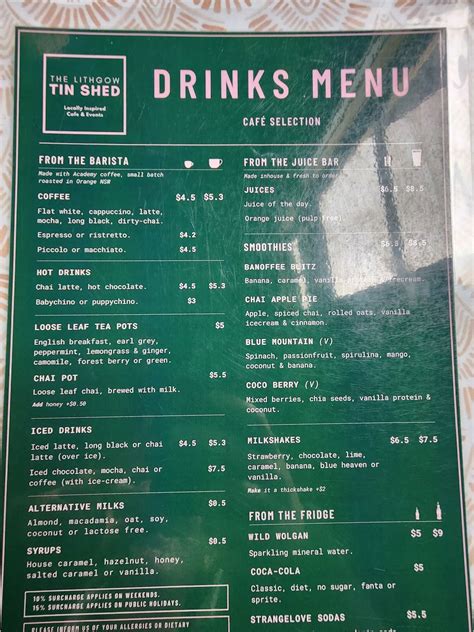 THE LITHGOW
TIN SHED
Locally Inspired
Cafe & Events
DRINKS MENU
CAFÉ SELECTION
FROM THE BARISTA
Made with Academy coffee, small batch
roasted in Orange NSW
COFFEE $4.5 $5.3
Flat white, cappuccino, latte,
mocha, long black, dirty-chai.
Espresso or ristretto. $4.2
Piccolo or macchiato. $4.5
HOT DRINKS
Chai latte, hot chocolate. $4.5 $5.3
Babychino or puppychino. $3
LOOSE LEAF TEA POTS $5
English breakfast, earl grey,
peppermint, lemongrass & ginger,
camomile, forest berry or green.
CHAI POT $5.5
Loose leaf chai, brewed with milk.
Add honey +$0.50
ICED DRINKS
Iced latte, long black or chai $4.5 $5.3
latte (over ice).
Iced chocolate, mocha, chai or $7.5
coffee (with ice-cream).
ALTERNATIVE MILKS $0.5
Almond, macadamia, oat, soy,
coconut or lactose free.
SYRUPS $0.5
House caramel, hazelnut, honey,
salted caramel or vanilla.
10% SURCHARGE APPLIES ON WEEKENDS.
15% SURCHARGE APPLIES ON PUBLIC HOLIDAYS.
PLEASE INFORM US OF YOUR ALLERGIES OR DIETARY
FROM THE JUICE BAR
Made inhouse & fresh to order
JUICES $6.5 $8.5
Juice of the day.
Orange juice (pulp free)
SMOOTHIES
BANOFFEE BLITZ
Banana, caramel, vanilla
CHAI APPLE PIE
Apple, spiced chai, rolled oats, vanilla
icecream & cinnamon.
BLUE MOUNTAIN (V)
Spinach, passionfruit, spirulina, mango,
coconut & banana.
COCO BERRY (V)
Mixed berries, chia seeds, vanilla protein &
coconut.
MILKSHAKES $6.5 $7.5
Strawberry, chocolate, lime,
caramel, banana, blue heaven or
vanilla.
Make it a thickshake +$2
FROM THE FRIDGE
WILD WOLGAN $5 $9
Sparkling mineral water.
COCA-COLA $5
Classic, diet, no sugar, fanta or
sprite.
STRANGELOVE SODAS $5.5